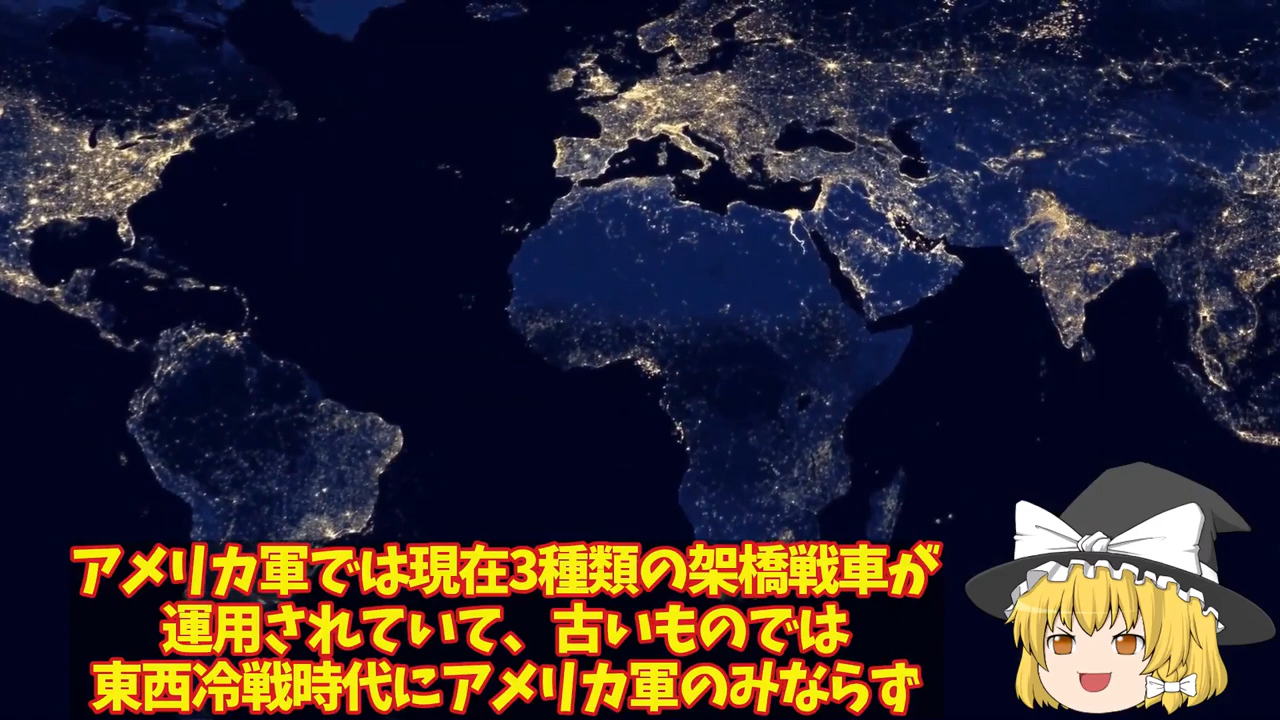 アメリカ軍では現在3種類の架橋戦車が
運用されていて、古いものでは
東西冷戦時代にアメリカ軍のみならず